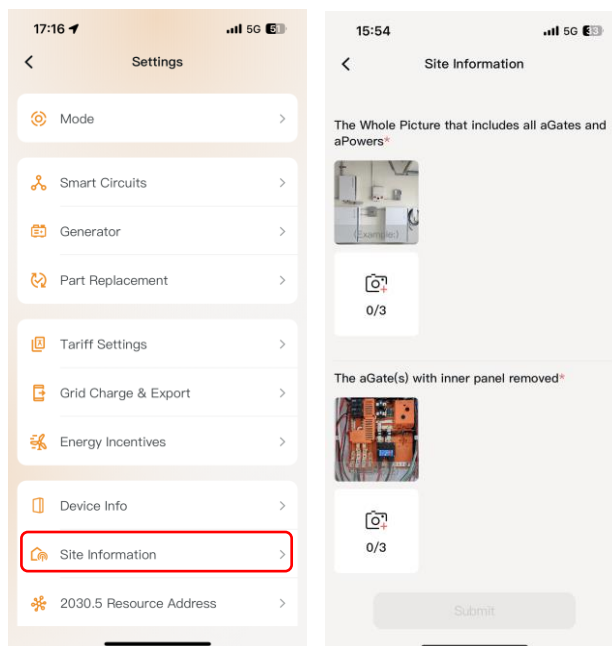 17:16
5G 51
Settings
Mode
Smart Circuits
Generator
Part Replacement
Tariff Settings
Grid Charge & Export
Energy Incentives
Device Info
Site Information
2030.5 Resource Address
15:54
5G 33
Site Information
The Whole Picture that includes all aGates and
aPowers*
(Example:)
0/3
The aGate(s) with inner panel removed*
0/3
Submit